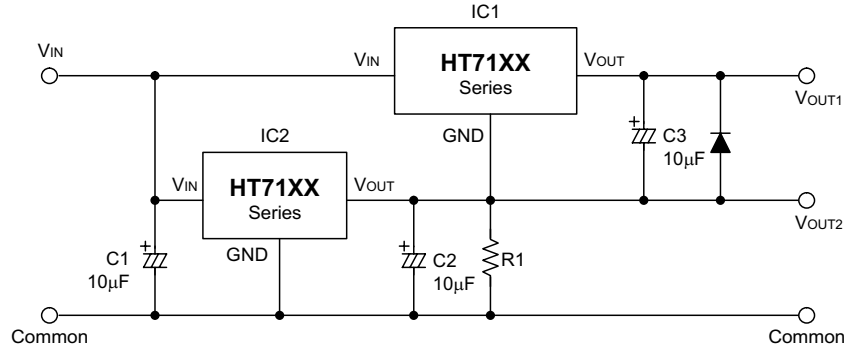 IC1
VIN
VIN
HT71XX
Series
VOUT
VOUT1
GND
+
C3
10μF
IC2
VIN
HT71XX
Series
VOUT
VOUT2
GND
+
C1
10μF
+
C2
10μF
R1
Common
Common